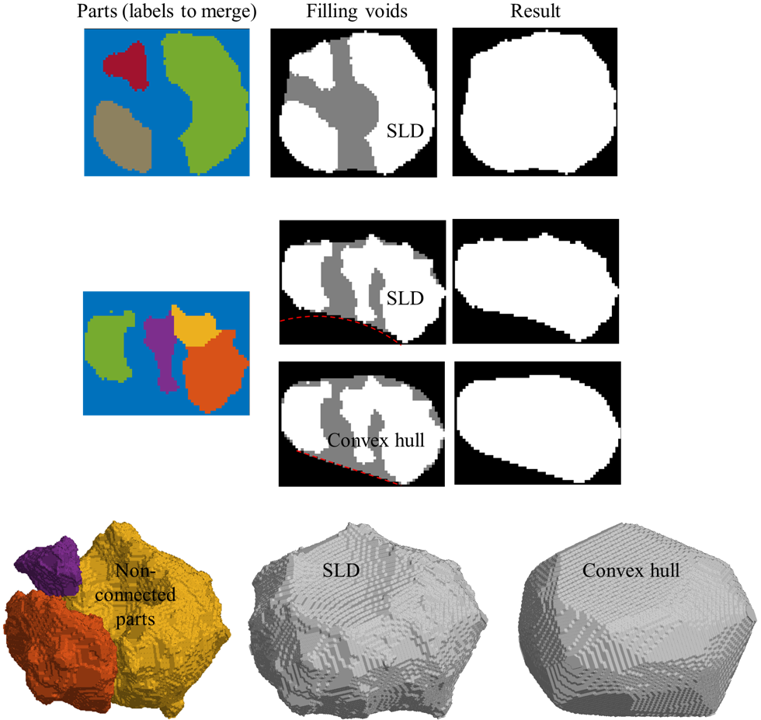 Parts (labels to merge)
Filling voids
Result
SLD
SLD
Convex hull
Non-
connected
parts
SLD
Convex hull